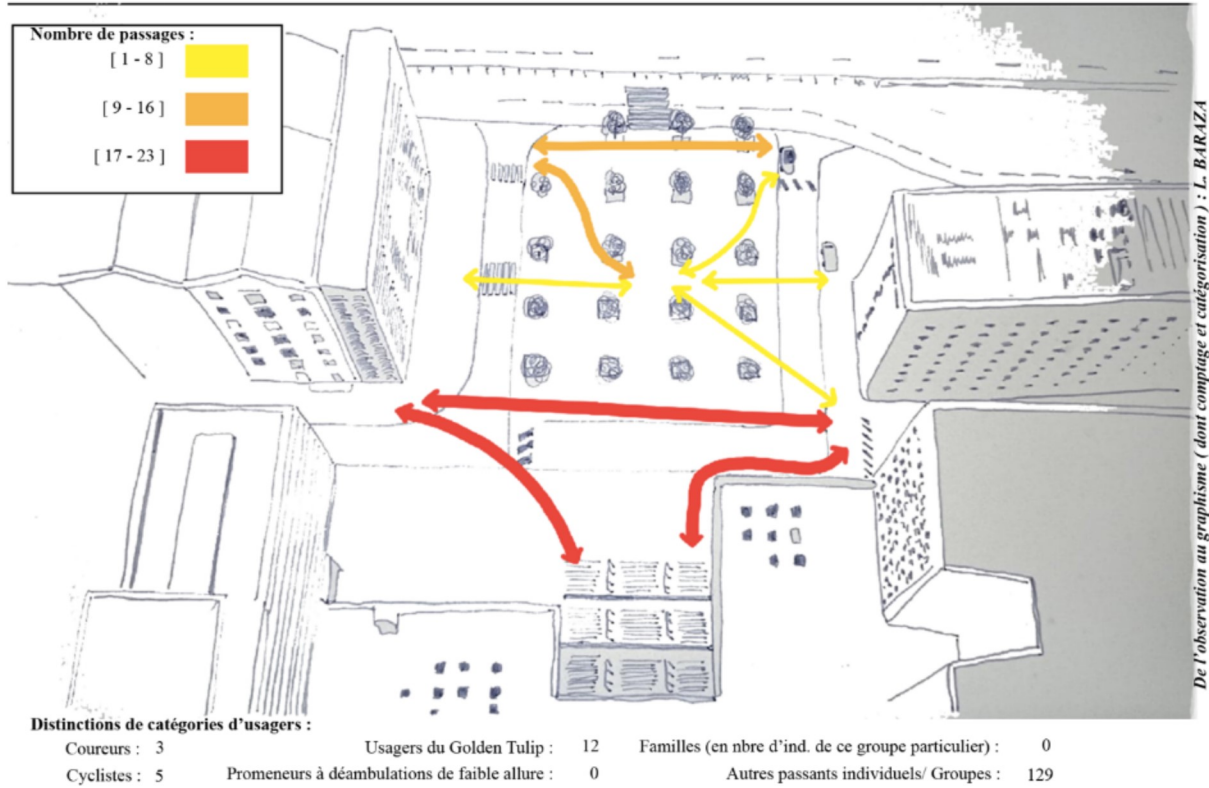 Nombre de passages :
[ 1 - 8 ]
[ 9 - 16 ]
[ 17 - 23 ]
De l'observation au graphisme ( dont comptage et catégorisation ) : L. BARAZA
Distinctions de catégories d'usagers :
Coureurs : 3 Usagers du Golden Tulip : 12 Familles (en nbre d'ind. de ce groupe particulier) : 0
Cyclistes : 5 Promeneurs à déambulations de faible allure : 0 Autres passants individuels/ Groupes : 129